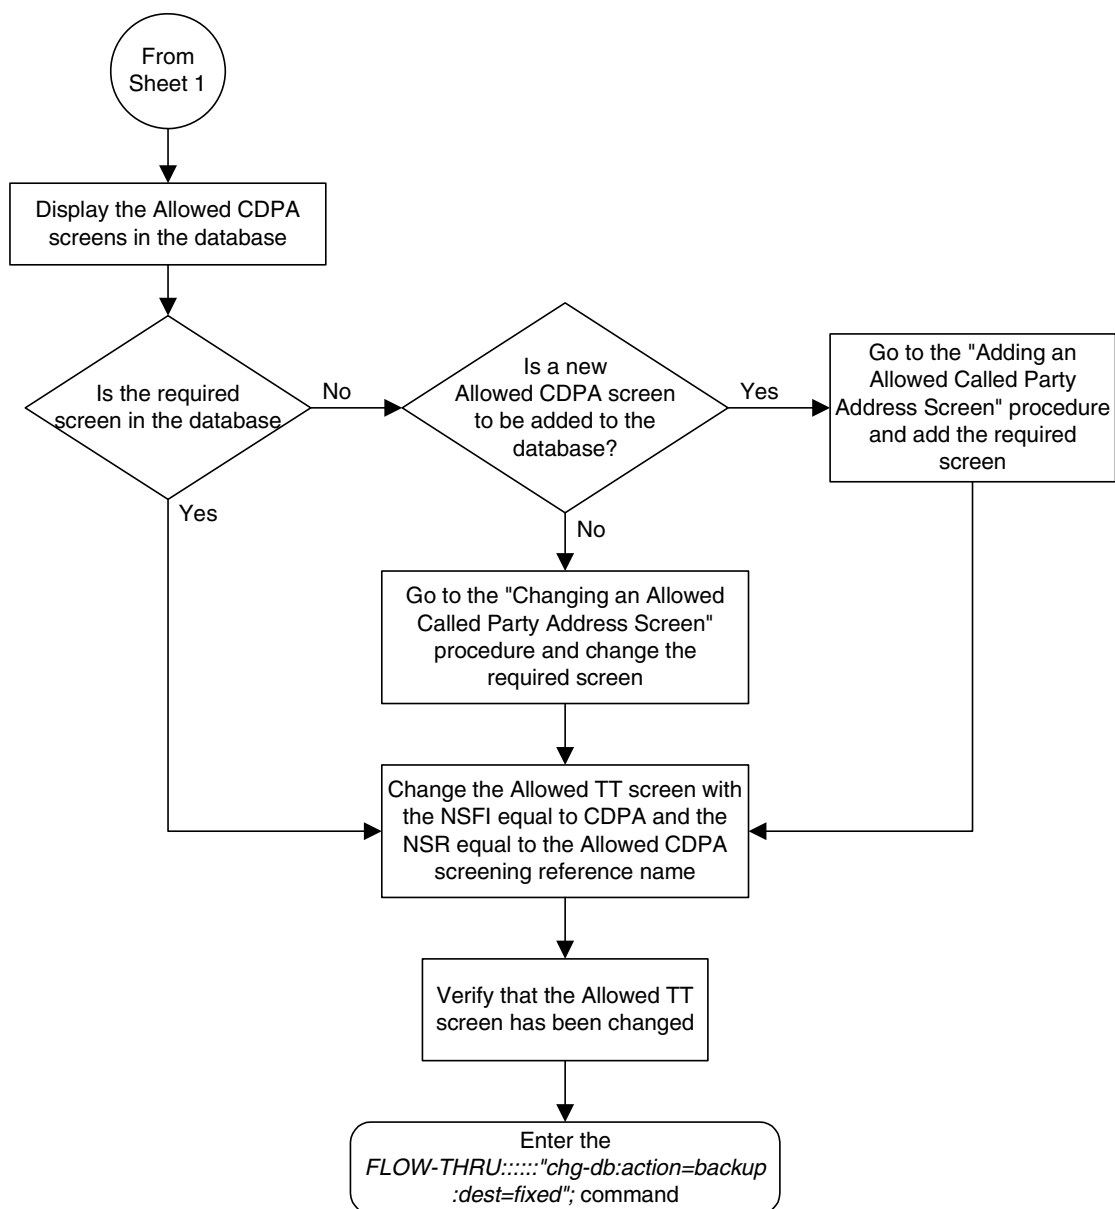 From
Sheet 1
Display the Allowed CDPA
screens in the database
Is the required
screen in the database
No
Yes
Is a new
Allowed CDPA screen
to be added to the
database?
Yes
No
Go to the "Adding an
Allowed Called Party
Address Screen" procedure
and add the required
screen
Go to the "Changing an Allowed
Called Party Address Screen"
procedure and change the
required screen
Change the Allowed TT screen with
the NSFI equal to CDPA and the
NSR equal to the Allowed CDPA
screening reference name
Verify that the Allowed TT
screen has been changed
Enter the
FLOW-THRU::::::"chg-db:action=backup
:dest=fixed"; command